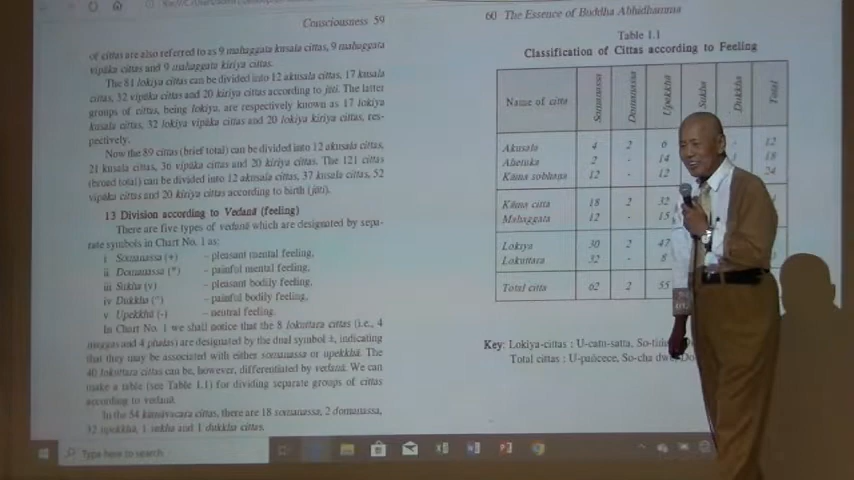 Consciousness 59
of cittas are also referred to as 9 mahaggata kusala cittas, 9 mahaggata
vipāka cittas and 9 mahaggata kiriya cittas.
The 81 lokiya cittas can be divided into 12 akusala cittas, 17 kusala
cittas, 32 vipāka cittas and 20 kiriya cittas according to jāti. The latter
groups of cittas, being lokiya, are respectively known as 17 lokiya
kusala cittas, 32 lokiya vipāka cittas and 20 lokiya kiriya cittas, res-
pectively.
Now the 89 cittas (brief total) can be divided into 12 akusala cittas,
21 kusala cittas, 36 vipāka cittas and 20 kiriya cittas. The 121 cittas
(broad total) can be divided into 12 akusala cittas, 37 kusala cittas, 52
vipāka cittas and 20 kiriya cittas according to birth (jāti).
13 Division according to Vedanā (feeling)
There are five types of vedanā which are designated by sepa-
rate symbols in Chart No. 1 as:
i Somanassa (+) - pleasant mental feeling,
ii Domanassa (*) - painful mental feeling,
iii Sukha (v) - pleasant bodily feeling,
iv Dukkha (^) - painful bodily feeling,
v Upekkhā (-) - neutral feeling.
In Chart No. 1 we shall notice that the 8 lokuttara cittas (i.e., 4
maggas and 4 phalas) are designated by the dual symbol ±, indicating
that they may be associated with either somanassa or upekkhā. The
40 lokuttara cittas can be, however, differentiated by vedanā. We can
make a table (see Table 1.1) for dividing separate groups of cittas
according to vedanā
In the 54 kāmāvacara cittas, there are 18 somanassa, 2 domanassa,
32 upekkhā, 1 sukha and 1 dukkha cittas.
60 The Essence of Buddha Abhidhamma
Table 1.1
Classification of Cittas according to Feeling
Name of citta Somanassa Domanassa Upekkhā Sukha Dukkha Total
Akusala 4 2 6 - 12
Ahetuka 2 - 14 18
Kāma sobhaṇa 12 - 12 24
Kāma citta 18 2 32
Mahaggata 12 - 15
Lokiya 30 2 47
Lokuttara 32 - 8
Total citta 62 2 55
Key: Lokiya-cittas : U-catu-satta,
Total cittas : U-pañcece, So-cha dwe,
Type here to search